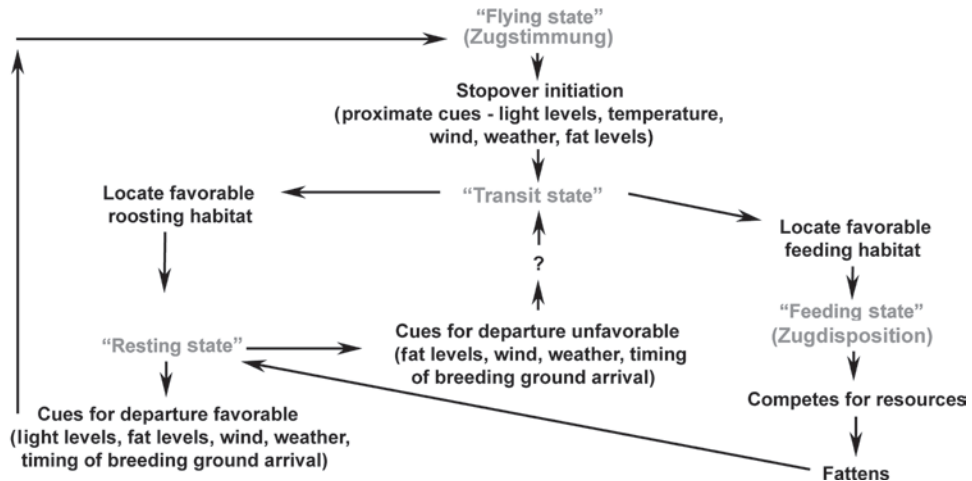 “Flying state”
(Zugstimmung)
Stopover initiation
(proximate cues - light levels, temperature,
wind, weather, fat levels)
“Transit state”
Locate favorable
roosting habitat
Locate favorable
feeding habitat
?
“Feeding state”
(Zugdisposition)
“Resting state”
Cues for departure unfavorable
(fat levels, wind, weather, timing
of breeding ground arrival)
Competes for resources
Cues for departure favorable
(light levels, fat levels, wind, weather,
timing of breeding ground arrival)
Fattens